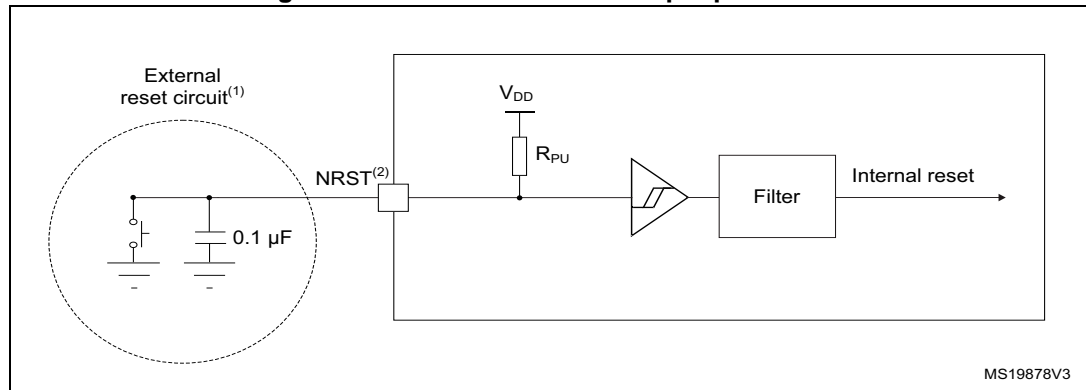 External
reset circuit(1)
VDD
RPU
NRST(2)
Internal reset
Filter
0.1 µF
MS19878V3